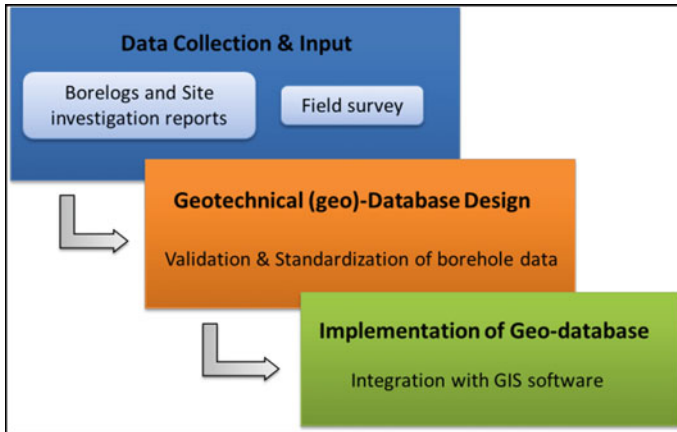 Data Collection & Input
Borelogs and Site
investigation reports
Field survey
Geotechnical (geo)-Database Design
Validation & Standardization of borehole data
Implementation of Geo-database
Integration with GIS software